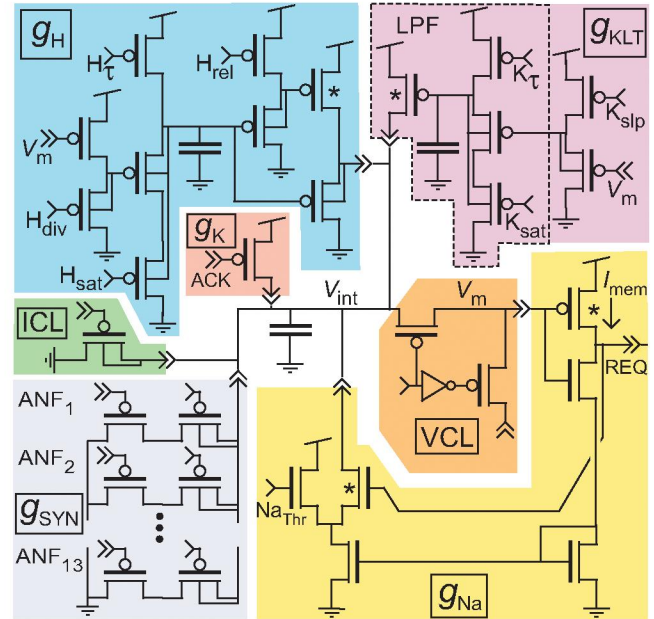 gH
Hτ
Hrel
*
Vm
Hdiv
Hsat
LPF
gKLT
*
Kτ
Kslp
Vm
Ksat
gK
ACK
Vint
Vm
Imem
*
REQ
ICL
VCL
ANF1
ANF2
gSYN
ANF13
NaThr
*
gNa